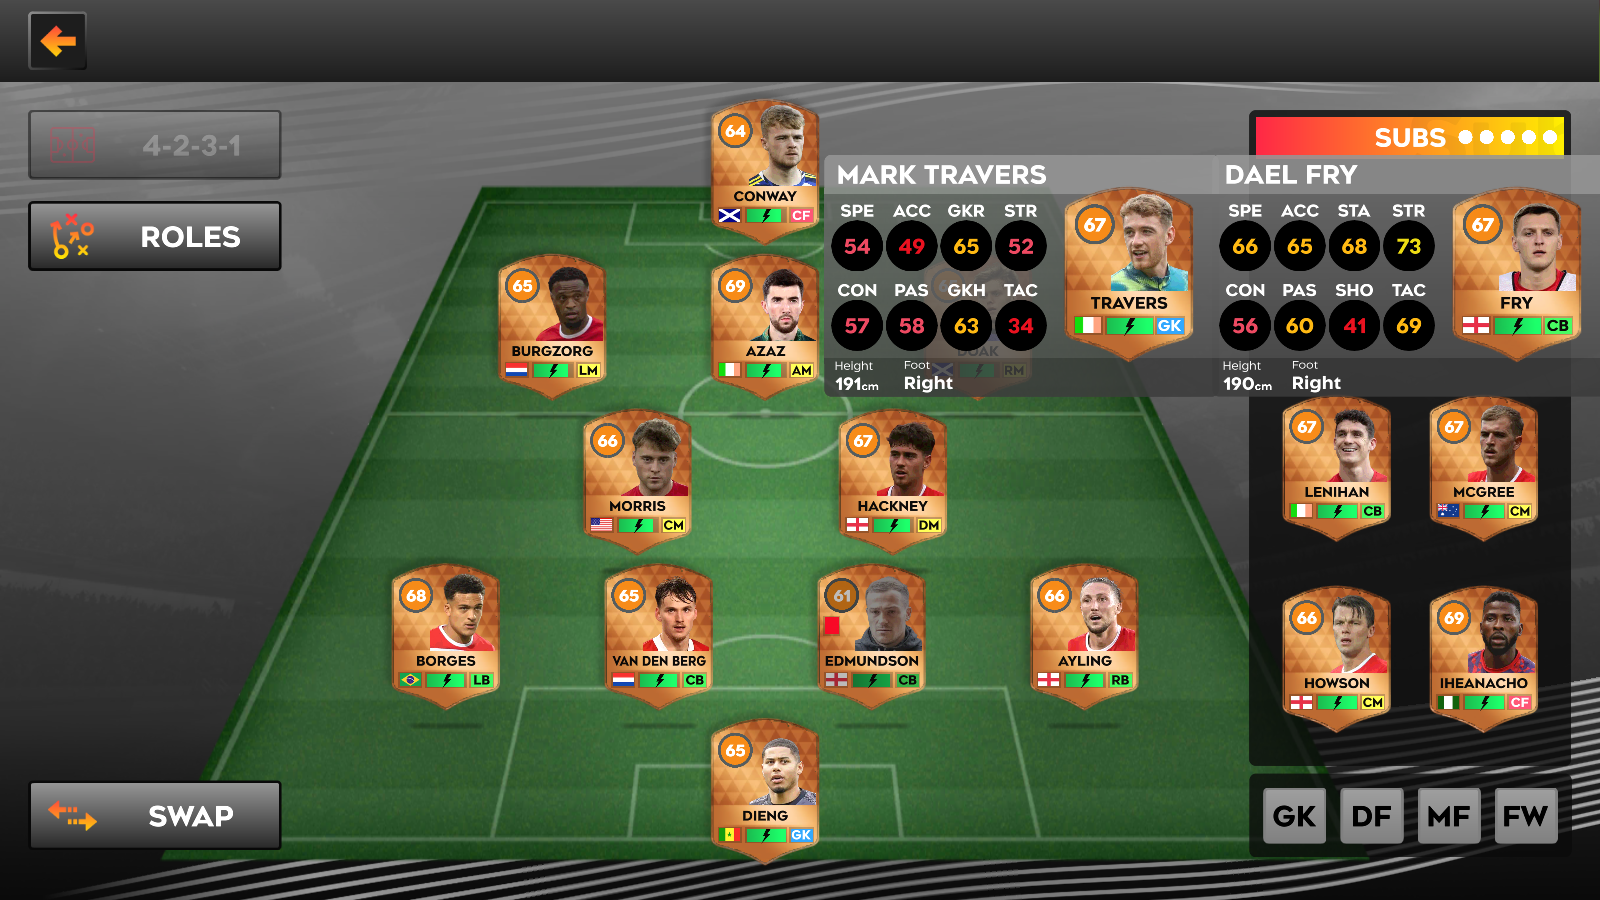 4-2-3-1
ROLES
SWAP
64
CONWAY
CF
65
BURGZORG
LM
69
AZAZ
AM
DOAK
RM
66
MORRIS
CM
67
HACKNEY
DM
68
BORGES
LB
65
VAN DEN BERG
CB
61
EDMUNDSON
CB
66
AYLING
RB
65
DIENG
GK
MARK TRAVERS
SPE ACC GKR STR
54 49 65 52
CON PAS GKH TAC
57 58 63 34
Height Foot
191cm Right
67
TRAVERS
GK
DAEL FRY
SPE ACC STA STR
66 65 68 73
CON PAS SHO TAC
56 60 41 69
Height Foot
190cm Right
67
FRY
CB
SUBS
67
LENIHAN
CB
67
MCGREE
CM
66
HOWSON
CM
69
IHEANACHO
CF
GK DF MF FW